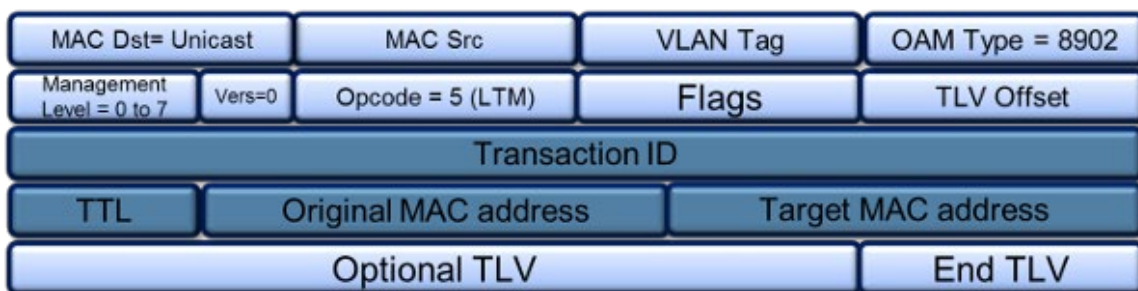 MAC Dst= Unicast MAC Src VLAN Tag OAM Type = 8902
Management
Level = 0 to 7 Vers=0 Opcode = 5 (LTM) Flags TLV Offset
Transaction ID
TTL Original MAC address Target MAC address
Optional TLV End TLV